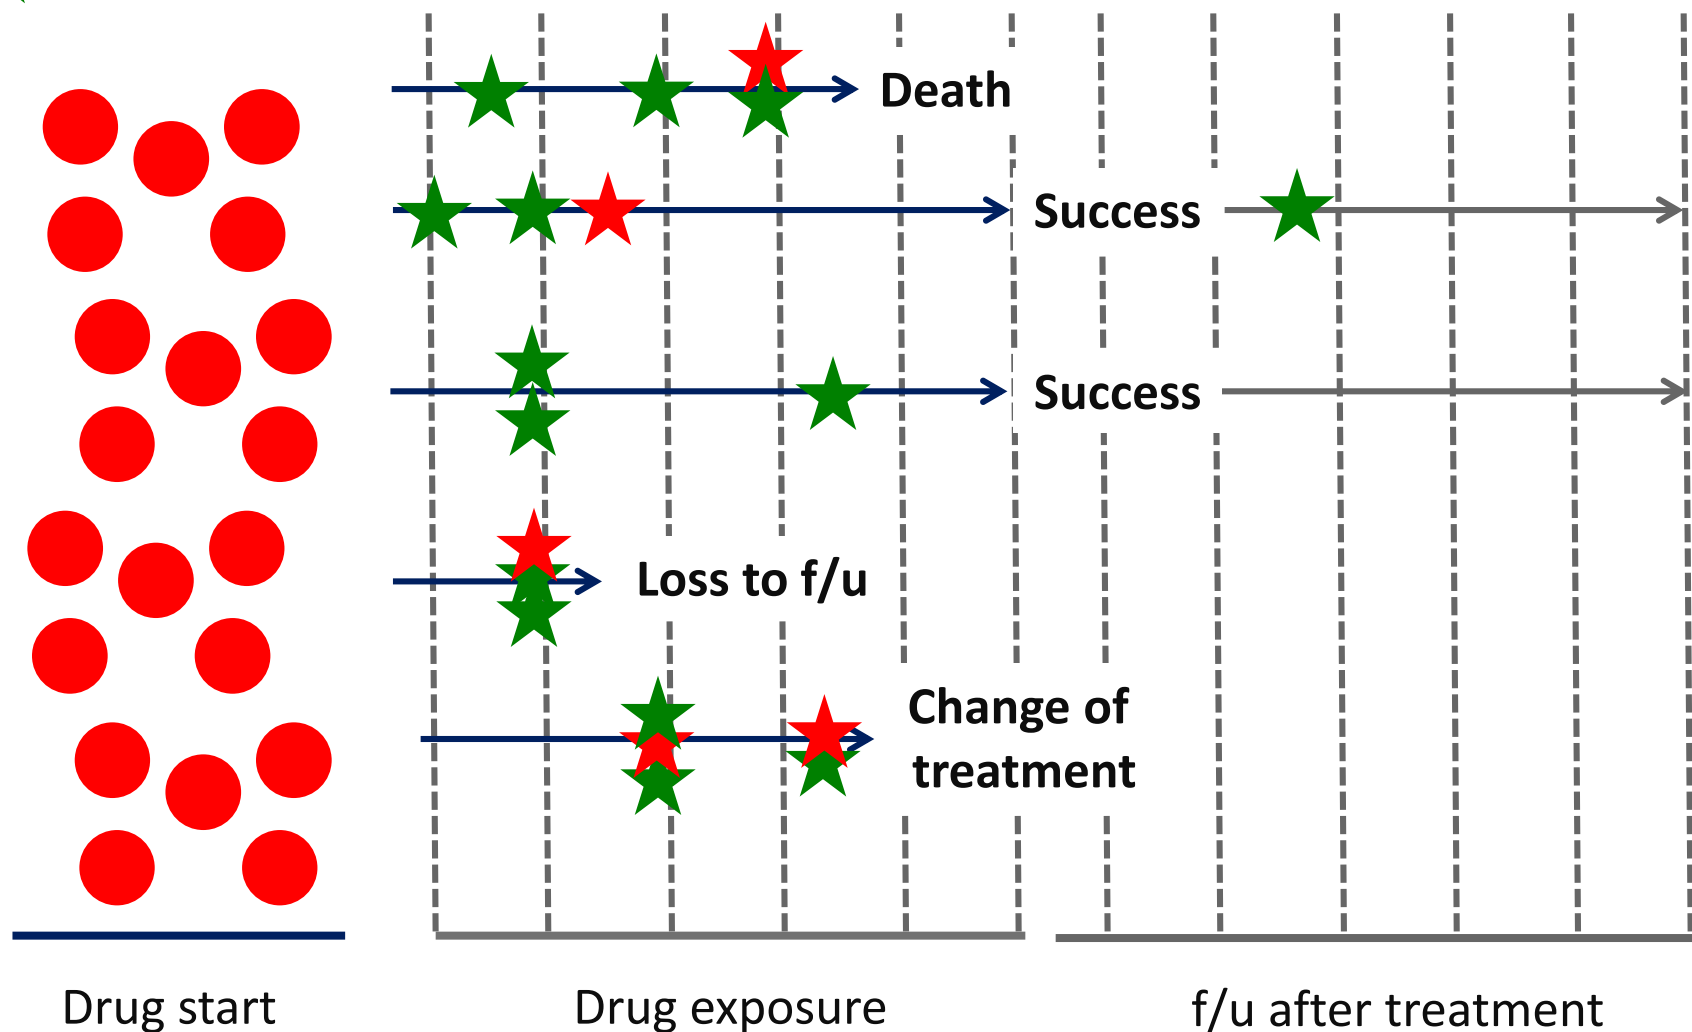 Death
Success
Success
Loss to f/u
Change of
treatment
Drug start
Drug exposure
f/u after treatment